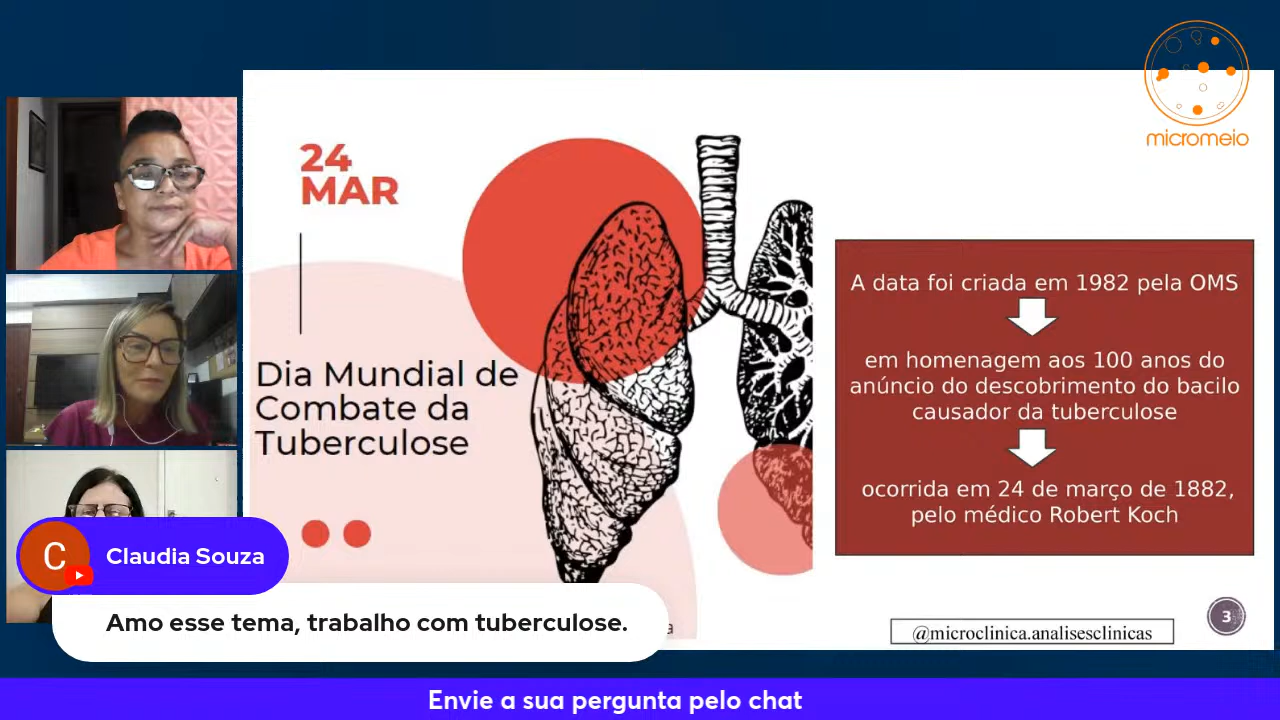 micromeio
24
MAR
Dia Mundial de
Combate da
Tuberculose
A data foi criada em 1982 pela OMS
em homenagem aos 100 anos do
anúncio do descobrimento do bacilo
causador da tuberculose
ocorrida em 24 de março de 1882,
pelo médico Robert Koch
@microclinica.analisesclinicas
3
C
Claudia Souza
Amo esse tema, trabalho com tuberculose.
Envie a sua pergunta pelo chat